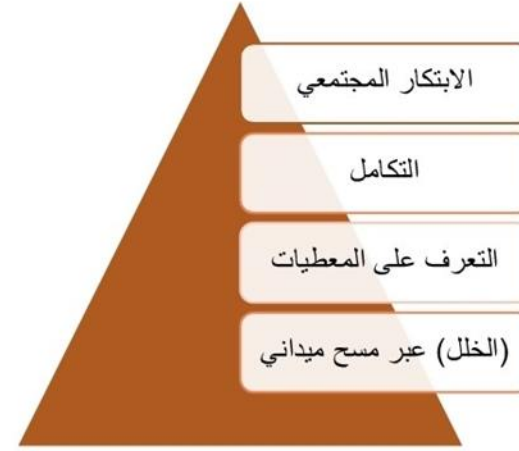 الابتكار المجتمعي
التكامل
التعرف على المعطيات
(الخلل) عبر مسح ميداني